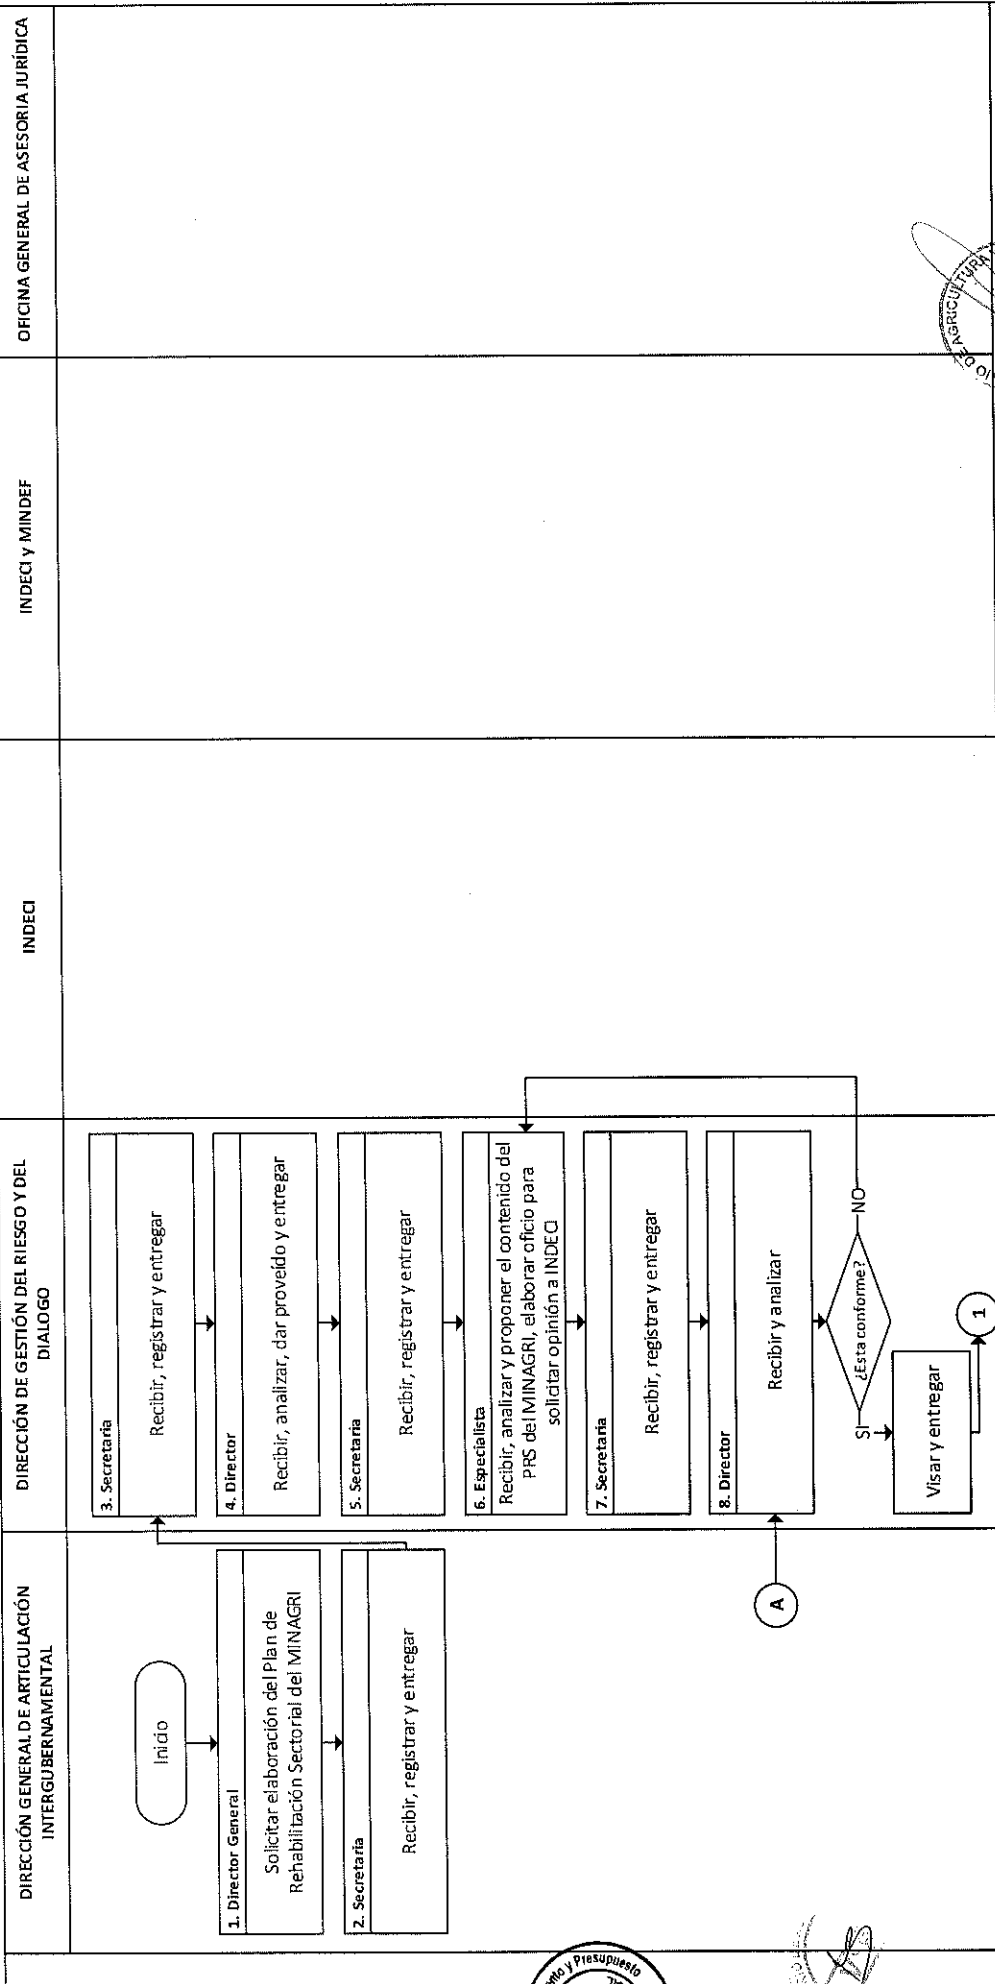 DIRECCIÓN GENERAL DE ARTICULACIÓN
INTERGUBERNAMENTAL
DIRECCIÓN DE GESTIÓN DEL RIESGO Y DEL
DIALOGO
INDECI
INDECI y MINDEF
OFICINA GENERAL DE ASESORIA JURÍDICA
Inicio
1. Director General
Solicitar elaboración del Plan de
Rehabilitación Sectorial del MINAGRI
2. Secretaria
Recibir, registrar y entregar
3. Secretaria
Recibir, registrar y entregar
4. Director
Recibir, analizar, dar proveído y entregar
5. Secretaria
Recibir, registrar y entregar
6. Especialista
Recibir, analizar y proponer el contenido del
PRS del MINAGRI, elaborar oficio para
solicitar opinión a INDECI
7. Secretaria
Recibir, registrar y entregar
8. Director
Recibir y analizar
A
¿Esta conforme?
SI
NO
Visar y entregar
1
y Presupuesto
DE AGRICULTURA